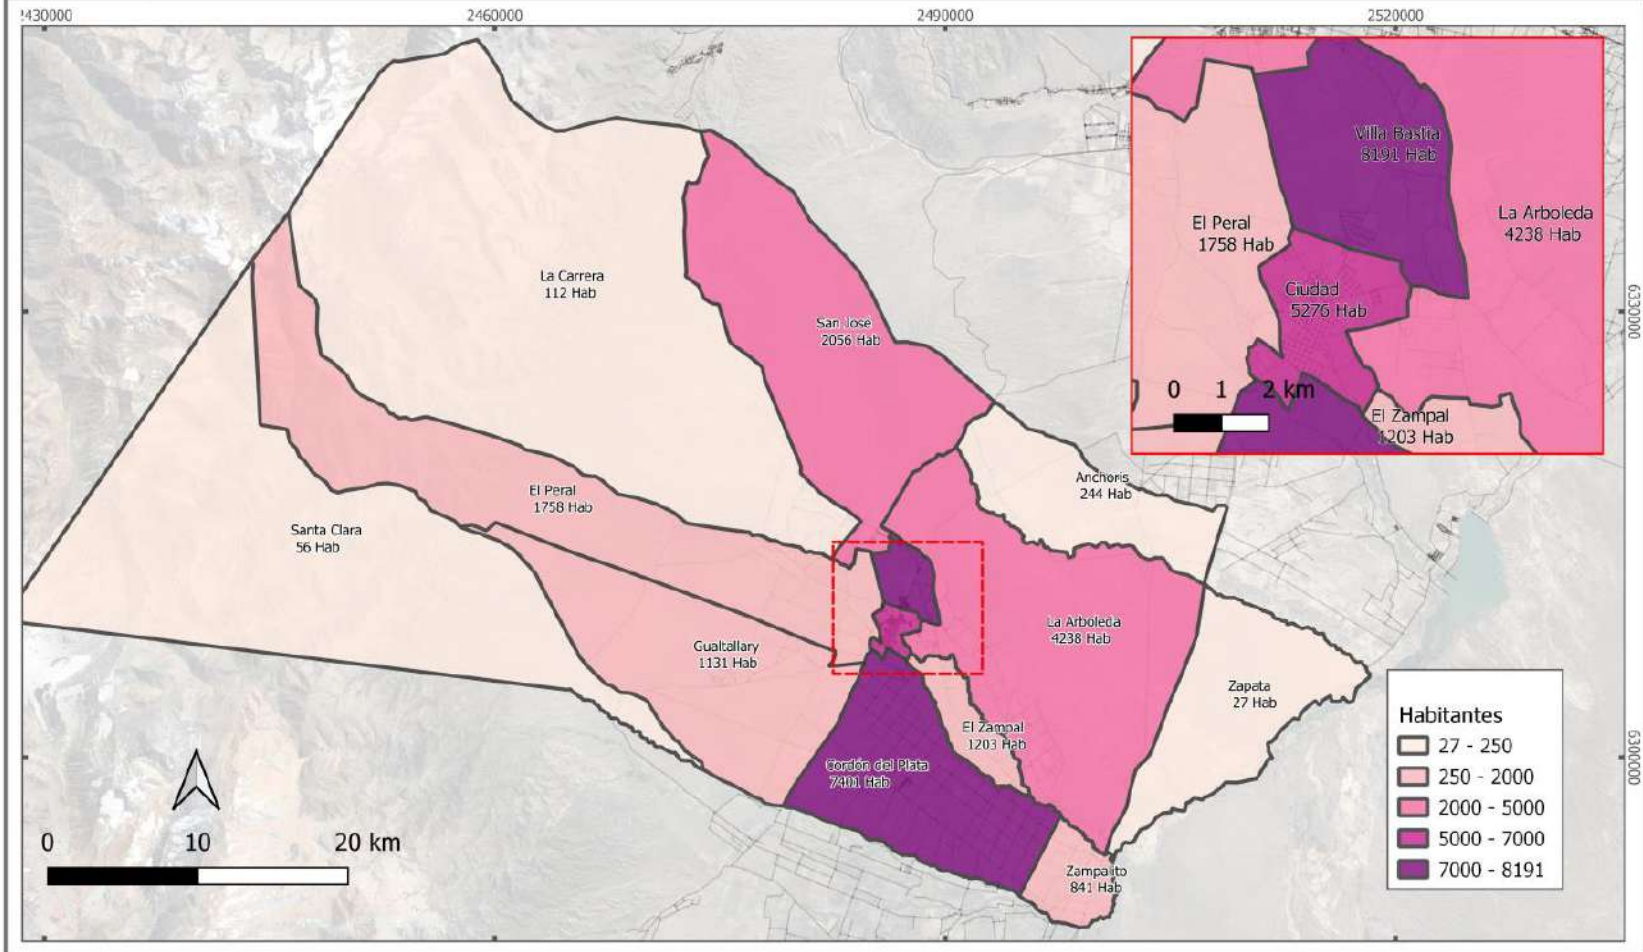 2430000
2460000
2490000
2520000
Villa Bastia
8191 Hab
El Peral
1758 Hab
La Arboleda
4238 Hab
Ciudad
5276 Hab
0 1 2 km
El Zampal
1203 Hab
6330000
La Carrera
112 Hab
San José
2056 Hab
Anchoris
244 Hab
El Peral
1758 Hab
Santa Clara
56 Hab
La Arboleda
4238 Hab
Gualtallary
1131 Hab
Zapata
27 Hab
El Zampal
1203 Hab
Cordón del Plata
7401 Hab
6300000
Zampalito
841 Hab
0 10 20 km
Habitantes
27 - 250
250 - 2000
2000 - 5000
5000 - 7000
7000 - 8191